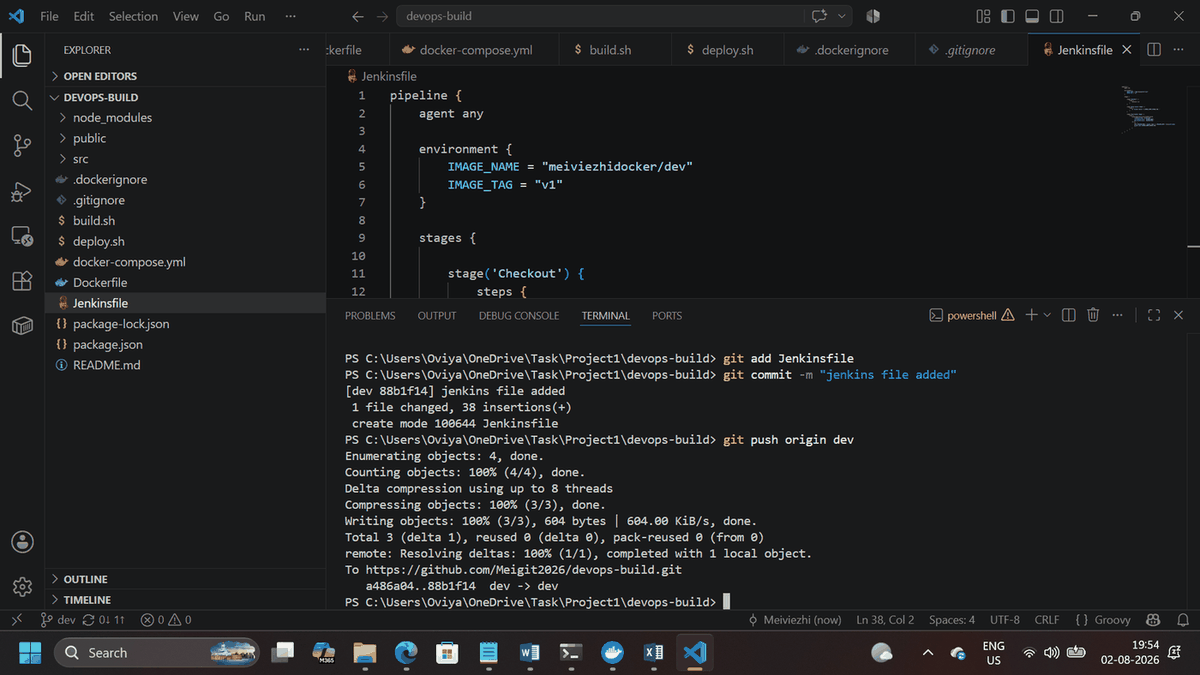 File Edit Selection View Go Run ··· devops-build
EXPLORER ···
OPEN EDITORS
DEVOPS-BUILD
node_modules
public
src
.dockerignore
.gitignore
$ build.sh
$ deploy.sh
docker-compose.yml
Dockerfile
Jenkinsfile
{} package-lock.json
{} package.json
README.md
OUTLINE
TIMELINE
ckerfile docker-compose.yml $ build.sh $ deploy.sh .dockerignore .gitignore Jenkinsfile ···
Jenkinsfile
1 pipeline {
2 agent any
3
4 environment {
5 IMAGE_NAME = "meiviezhidocker/dev"
6 IMAGE_TAG = "v1"
7 }
8
9 stages {
10
11 stage('Checkout') {
12 steps {
PROBLEMS OUTPUT DEBUG CONSOLE TERMINAL PORTS powershell ···
PS C:\Users\Oviya\OneDrive\Task\Project1\devops-build> git add Jenkinsfile
PS C:\Users\Oviya\OneDrive\Task\Project1\devops-build> git commit -m "jenkins file added"
[dev 88b1f14] jenkins file added
1 file changed, 38 insertions(+)
create mode 100644 Jenkinsfile
PS C:\Users\Oviya\OneDrive\Task\Project1\devops-build> git push origin dev
Enumerating objects: 4, done.
Counting objects: 100% (4/4), done.
Delta compression using up to 8 threads
Compressing objects: 100% (3/3), done.
Writing objects: 100% (3/3), 604 bytes | 604.00 KiB/s, done.
Total 3 (delta 1), reused 0 (delta 0), pack-reused 0 (from 0)
remote: Resolving deltas: 100% (1/1), completed with 1 local object.
To https://github.com/Meigit2026/devops-build.git
a486a04..88b1f14 dev -> dev
PS C:\Users\Oviya\OneDrive\Task\Project1\devops-build>
dev 0↓ 1↑ 0 0 Meiviezhi (now) Ln 38, Col 2 Spaces: 4 UTF-8 CRLF {} Groovy
Search M365 ENG 19:54
US 02-08-2026